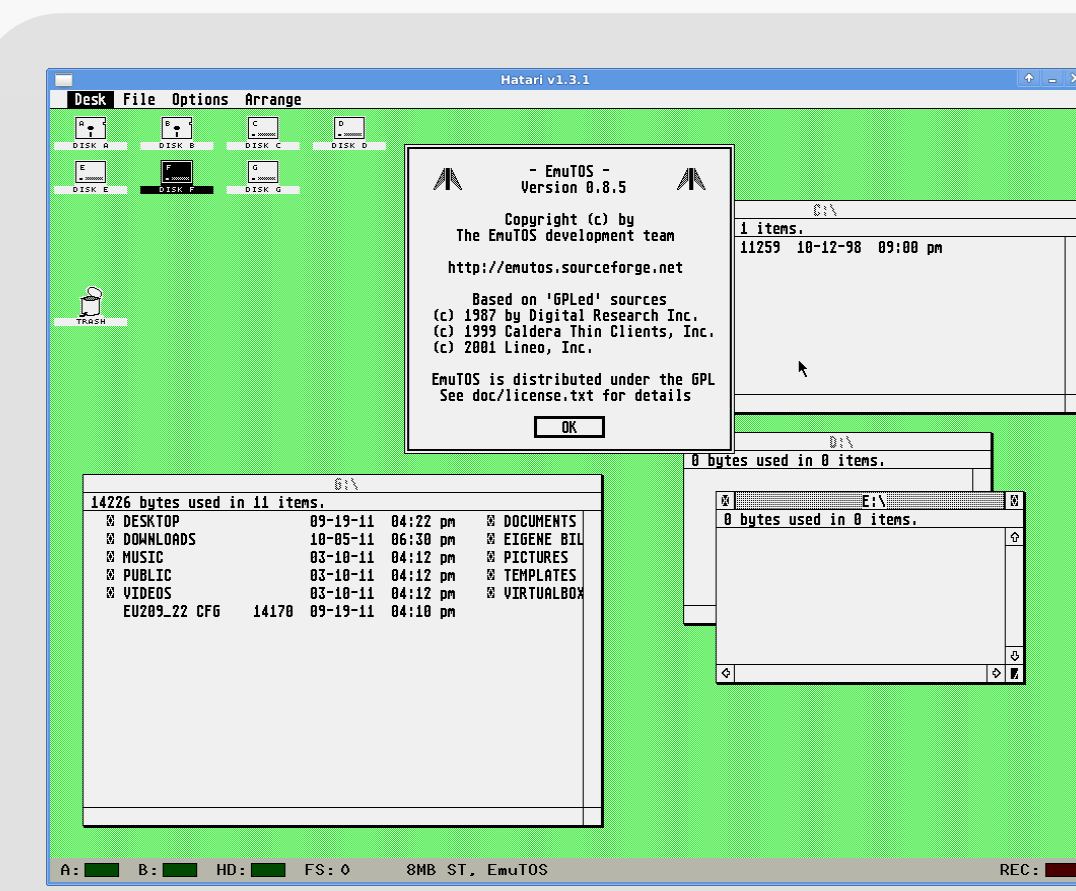 Hatari v1.3.1
Desk File Options Arrange
A
DISK A
B
DISK B
C
DISK C
D
DISK D
E
DISK E
F
DISK F
G
DISK G
TRASH
- EmuTOS -
Version 0.8.5
Copyright (c) by
The EmuTOS development team
http://emutos.sourceforge.net
Based on 'GPLed' sources
(c) 1987 by Digital Research Inc.
(c) 1999 Caldera Thin Clients, Inc.
(c) 2001 Lineo, Inc.
EmuTOS is distributed under the GPL
See doc/license.txt for details
OK
C:\
1 items.
11259 10-12-98 09:00 pm
D:\
0 bytes used in 0 items.
E:\
0 bytes used in 0 items.
G:\
14226 bytes used in 11 items.
DESKTOP 09-19-11 04:22 pm DOCUMENTS
DOWNLOADS 10-05-11 06:30 pm EIGENE BIL
MUSIC 03-10-11 04:12 pm PICTURES
PUBLIC 03-10-11 04:12 pm TEMPLATES
VIDEOS 03-10-11 04:12 pm VIRTUALBOX
EU209_22 CFG 14170 09-19-11 04:10 pm
A: B: HD: FS: 0 8MB ST, EmuTOS REC: